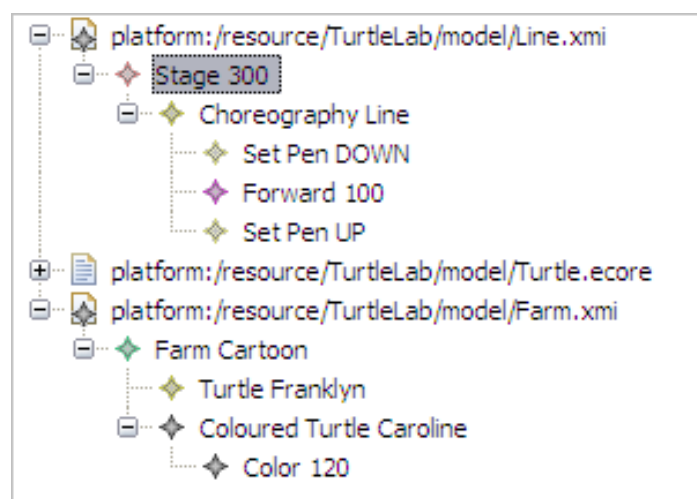 platform:/resource/TurtleLab/model/Line.xmi
Stage 300
Choreography Line
Set Pen DOWN
Forward 100
Set Pen UP
platform:/resource/TurtleLab/model/Turtle.ecore
platform:/resource/TurtleLab/model/Farm.xmi
Farm Cartoon
Turtle Franklyn
Coloured Turtle Caroline
Color 120